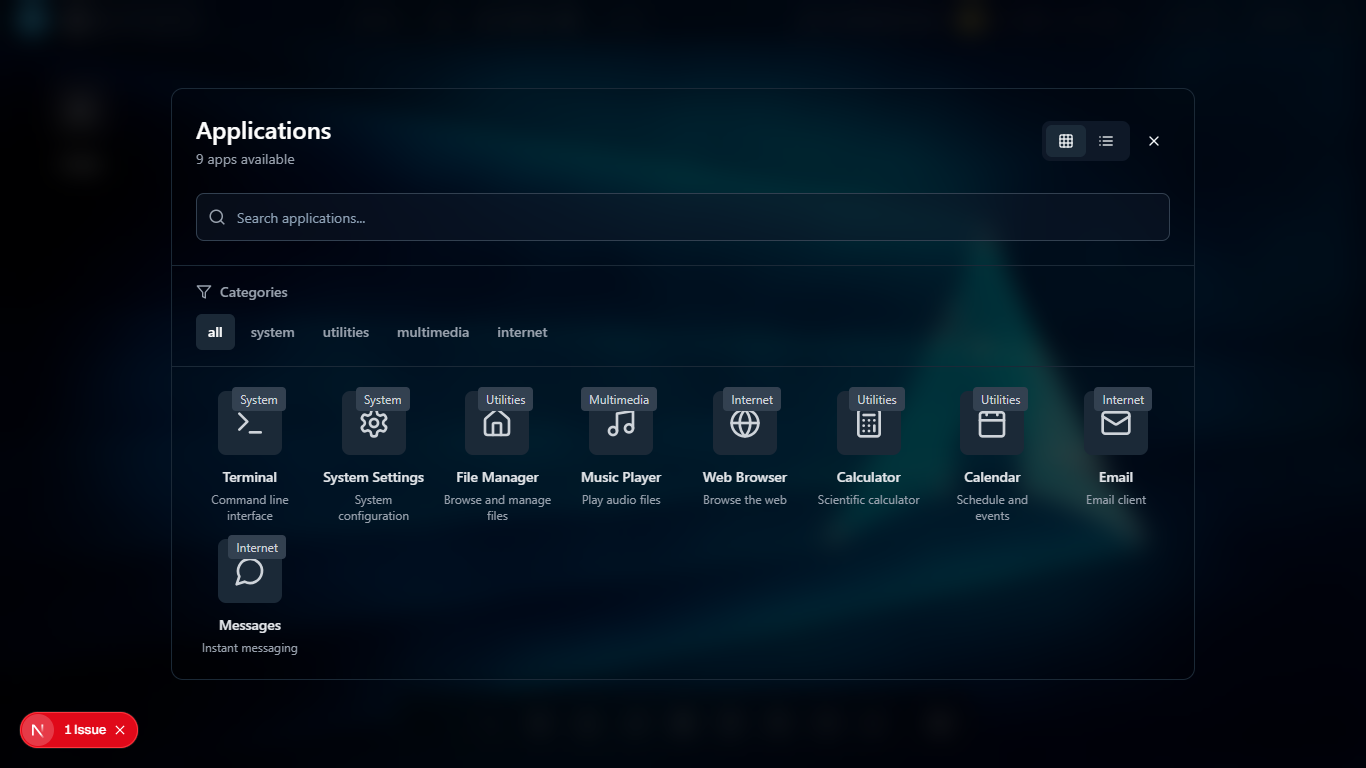 Applications
9 apps available
Search applications...
Categories
all system utilities multimedia internet
System System Utilities Multimedia Internet Utilities Utilities Internet
Terminal System Settings File Manager Music Player Web Browser Calculator Calendar Email
Command line System Browse and manage Play audio files Browse the web Scientific calculator Schedule and Email client
interface configuration files events
Internet
Messages
Instant messaging
N 1 Issue